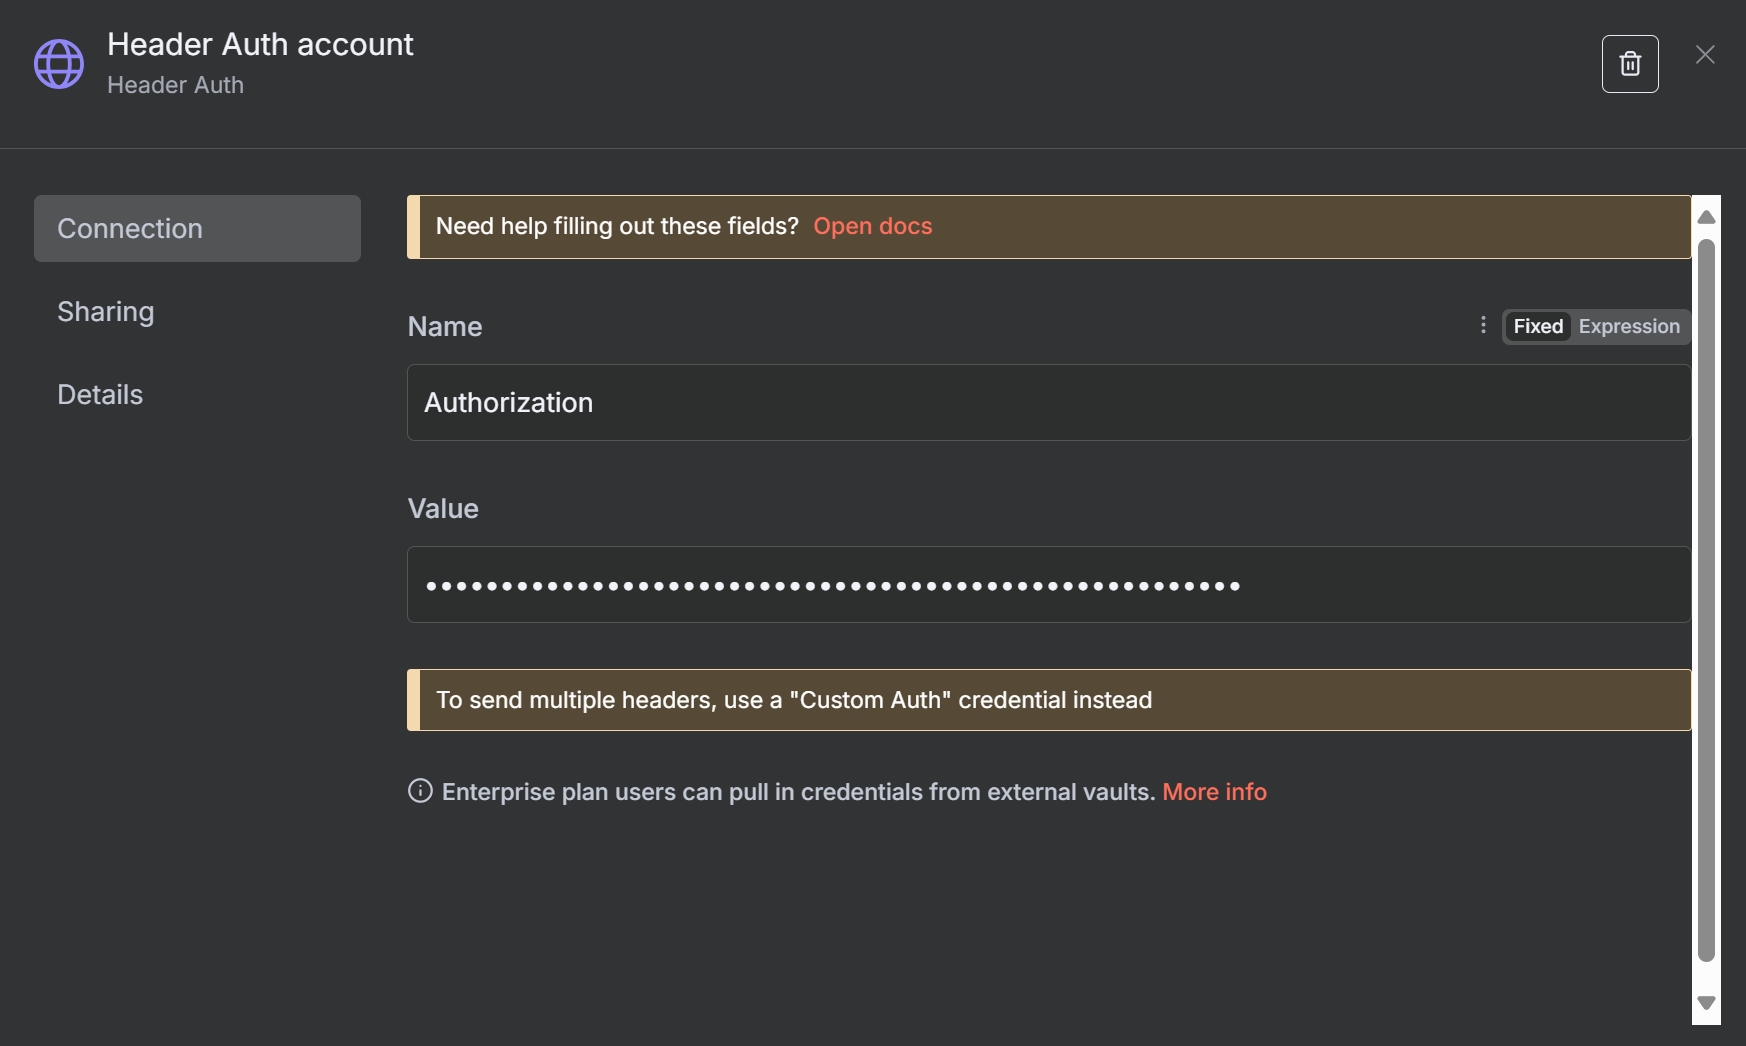 Header Auth account
Header Auth
Connection
Sharing
Details
Need help filling out these fields? Open docs
Name
Fixed Expression
Authorization
Value
••••••••••••••••••••••••••••••••••••••••••••••••••••••
To send multiple headers, use a "Custom Auth" credential instead
Enterprise plan users can pull in credentials from external vaults. More info